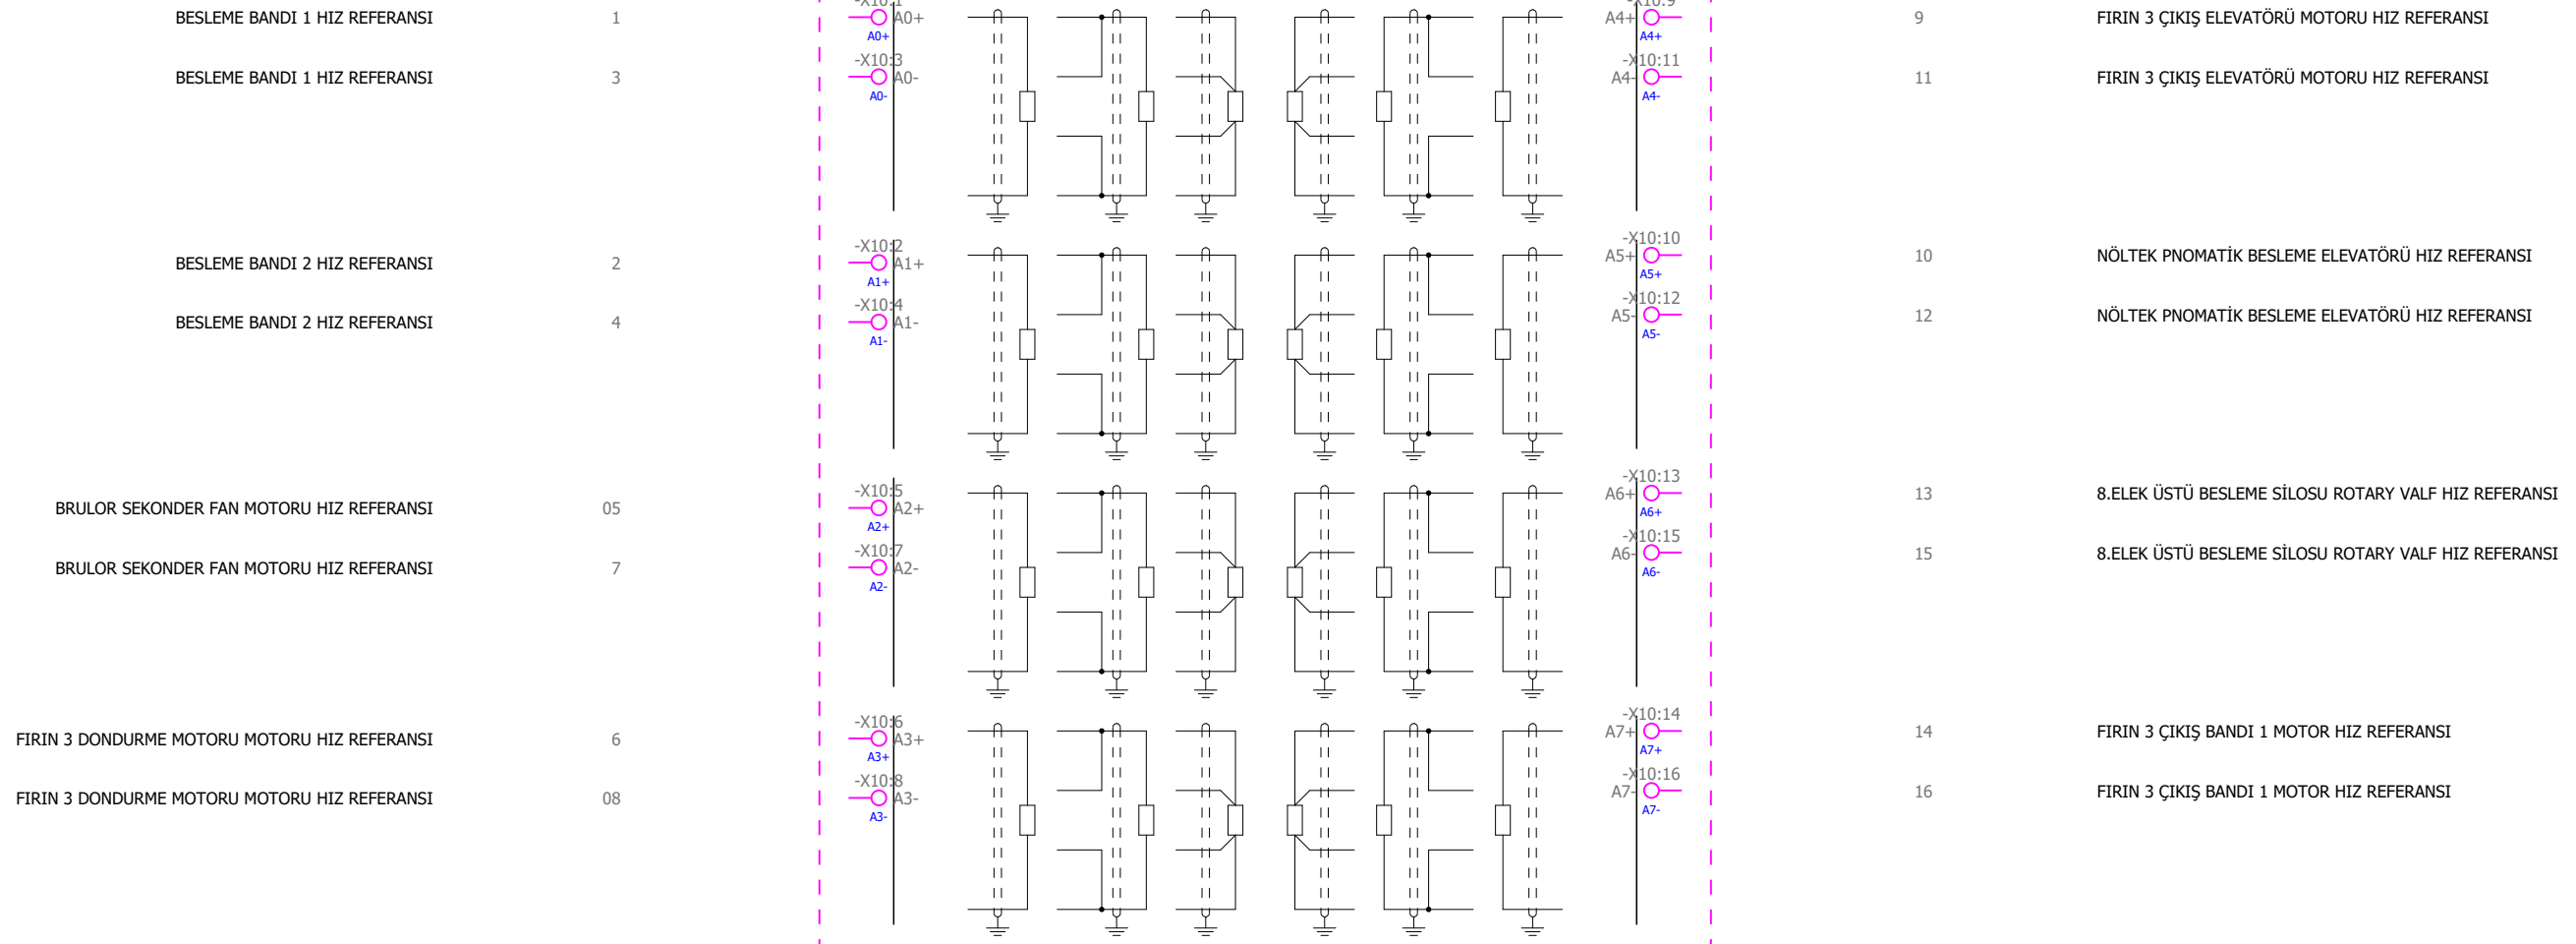 BESLEME BANDI 1 HIZ REFERANSI 1 -X10:1 A0+ A0+
BESLEME BANDI 1 HIZ REFERANSI 3 -X10:3 A0- A0-
BESLEME BANDI 2 HIZ REFERANSI 2 -X10:2 A1+ A1+
BESLEME BANDI 2 HIZ REFERANSI 4 -X10:4 A1- A1-
BRULOR SEKONDER FAN MOTORU HIZ REFERANSI 05 -X10:5 A2+ A2+
BRULOR SEKONDER FAN MOTORU HIZ REFERANSI 7 -X10:7 A2- A2-
FIRIN 3 DONDURME MOTORU MOTORU HIZ REFERANSI 6 -X10:6 A3+ A3+
FIRIN 3 DONDURME MOTORU MOTORU HIZ REFERANSI 08 -X10:8 A3- A3-
-X10:9 A4+ A4+ 9 FIRIN 3 ÇIKIŞ ELEVATÖRÜ MOTORU HIZ REFERANSI
-X10:11 A4- A4- 11 FIRIN 3 ÇIKIŞ ELEVATÖRÜ MOTORU HIZ REFERANSI
-X10:10 A5+ A5+ 10 NÖLTEK PNOMATİK BESLEME ELEVATÖRÜ HIZ REFERANSI
-X10:12 A5- A5- 12 NÖLTEK PNOMATİK BESLEME ELEVATÖRÜ HIZ REFERANSI
-X10:13 A6+ A6+ 13 8.ELEK ÜSTÜ BESLEME SİLOSU ROTARY VALF HIZ REFERANSI
-X10:15 A6- A6- 15 8.ELEK ÜSTÜ BESLEME SİLOSU ROTARY VALF HIZ REFERANSI
-X10:14 A7+ A7+ 14 FIRIN 3 ÇIKIŞ BANDI 1 MOTOR HIZ REFERANSI
-X10:16 A7- A7- 16 FIRIN 3 ÇIKIŞ BANDI 1 MOTOR HIZ REFERANSI